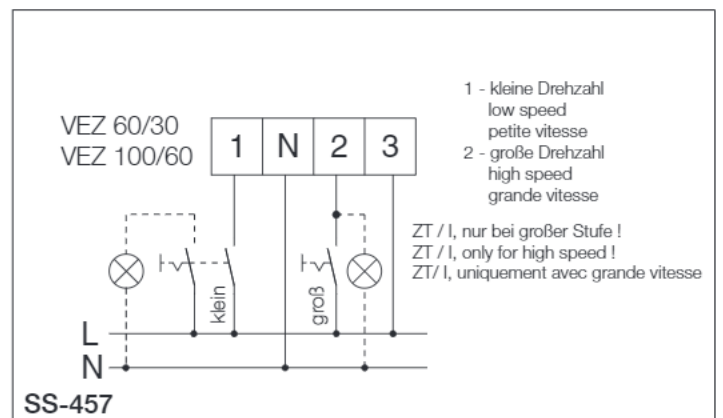 VEZ 60/30
VEZ 100/60
1 N 2 3
1 - kleine Drehzahl
low speed
petite vitesse
2 - große Drehzahl
high speed
grande vitesse
ZT / I, nur bei großer Stufe !
ZT / I, only for high speed !
ZT/ I, uniquement avec grande vitesse
klein
groß
L
N
SS-457